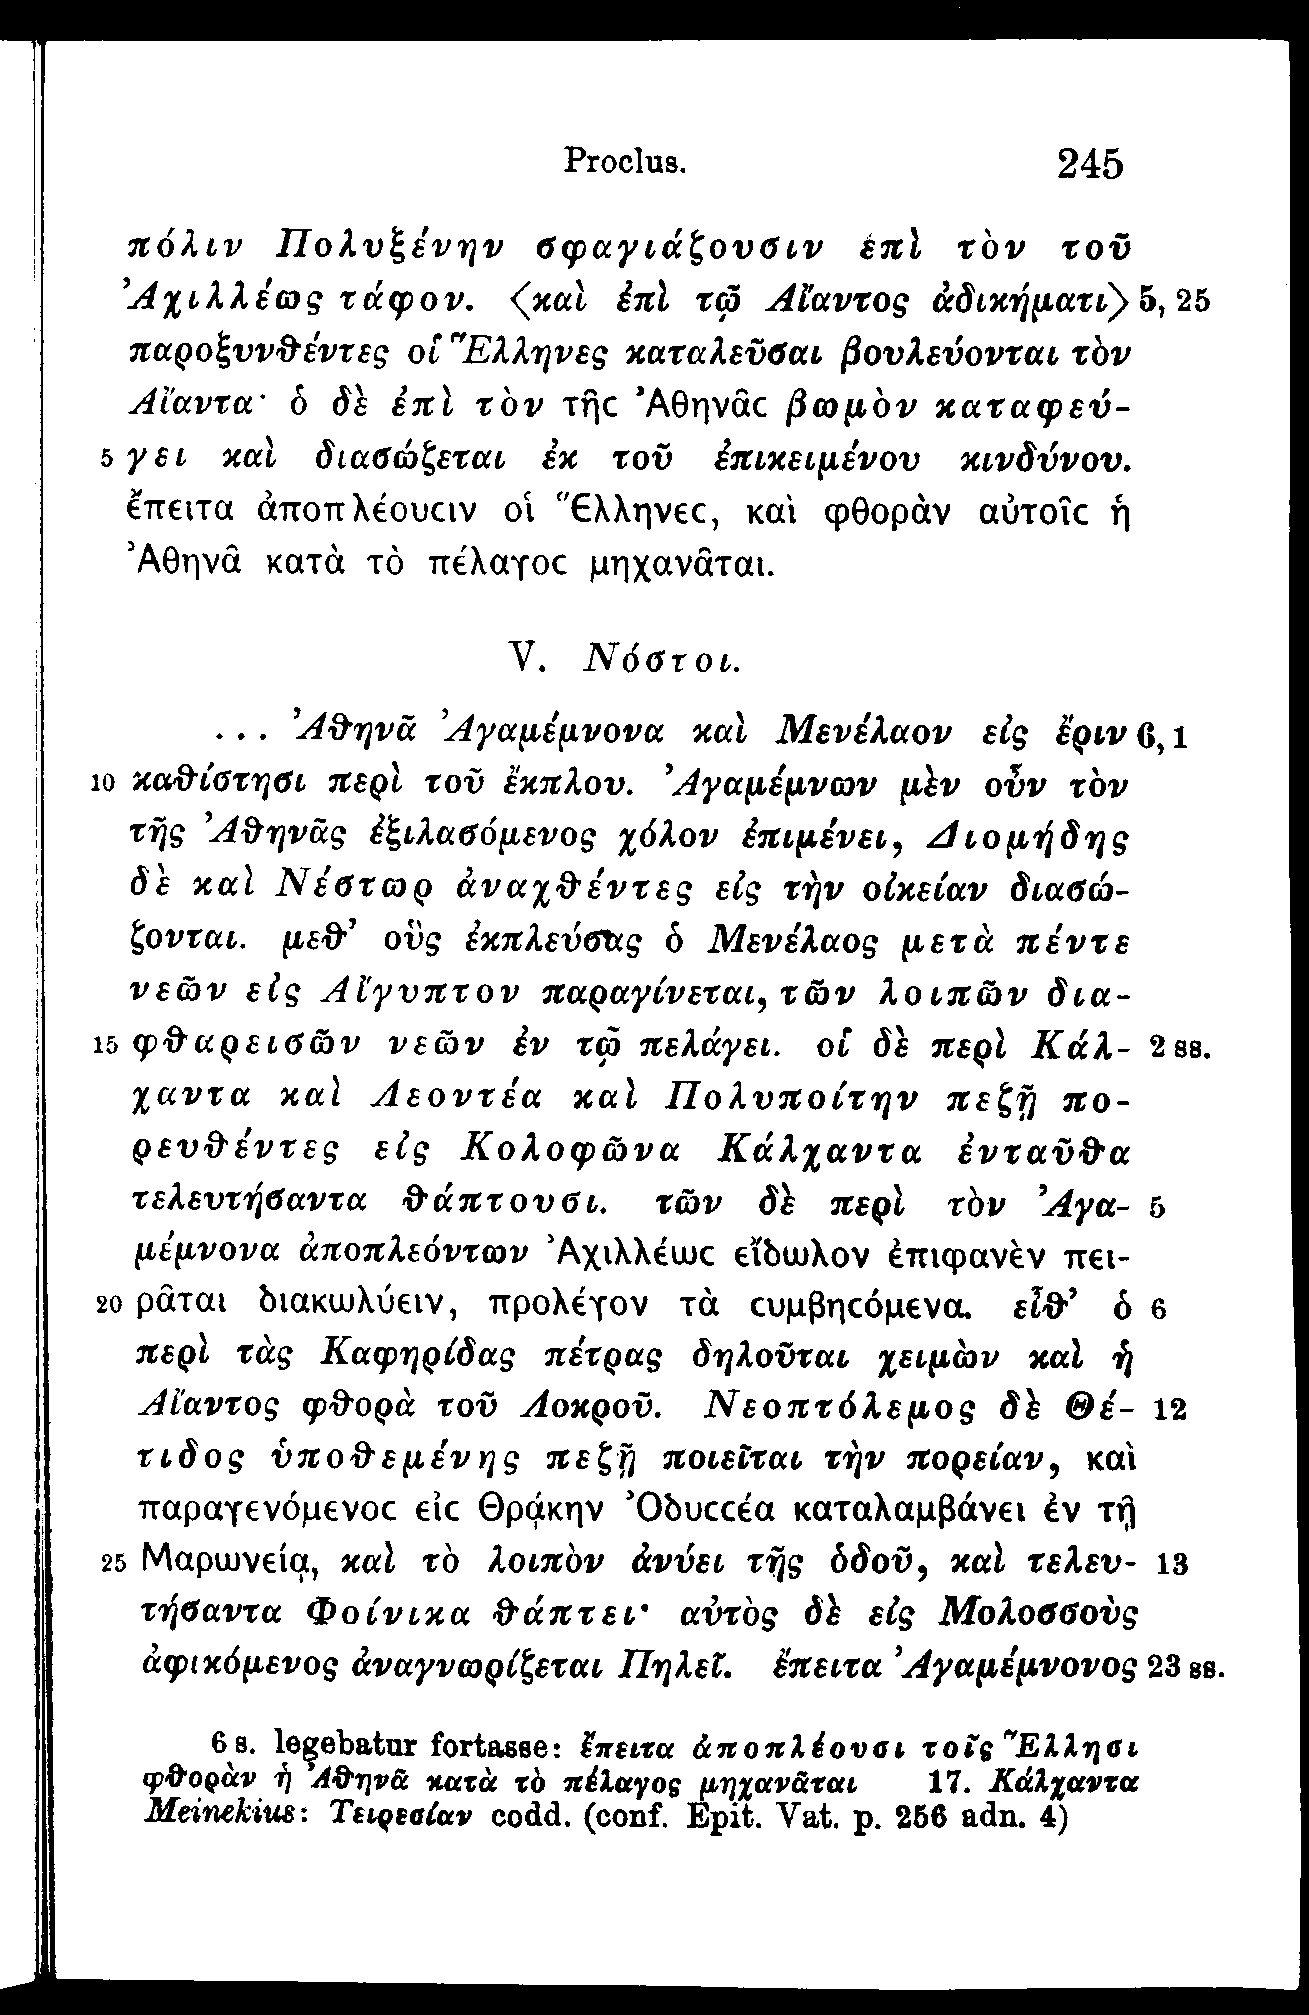 Proclus. 245
πόλιν Πολυξένην σφαγιάζουσιν ἐπὶ τὸν τοῦ
Ἀχιλλέως τάφον. ⟨καὶ ἐπὶ τῷ Αἴαντος ἀδικήματι⟩ 5, 25
παροξυνθέντες οἱ Ἕλληνες καταλεῦσαι βουλεύονται τὸν
Αἴαντα· ὁ δὲ ἐπὶ τὸν τῆϲ Ἀθηνᾶϲ βωμὸν καταφεύ-
5 γει καὶ διασώζεται ἐκ τοῦ ἐπικειμένου κινδύνου.
ἔπειτα ἀποπλέουϲιν οἱ Ἕλληνεϲ, καὶ φθορὰν αὐτοῖϲ ἡ
Ἀθηνᾶ κατὰ τὸ πέλαγοϲ μηχανᾶται.
V. Νόστοι.
... Ἀθηνᾶ Ἀγαμέμνονα καὶ Μενέλαον εἰς ἔριν 6, 1
10 καθίστησι περὶ τοῦ ἔκπλου. Ἀγαμέμνων μὲν οὖν τὸν
τῆς Ἀθηνᾶς ἐξιλασόμενος χόλον ἐπιμένει, Διομήδης
δὲ καὶ Νέστωρ ἀναχθέντες εἰς τὴν οἰκείαν διασώ-
ζονται. μεθ’ οὓς ἐκπλεύσας ὁ Μενέλαος μετὰ πέντε
νεῶν εἰς Αἴγυπτον παραγίνεται, τῶν λοιπῶν δια-
15 φθαρεισῶν νεῶν ἐν τῷ πελάγει. οἱ δὲ περὶ Κάλ- 2 ss.
χαντα καὶ Λεοντέα καὶ Πολυποίτην πεζῇ πο-
ρευθέντες εἰς Κολοφῶνα Κάλχαντα ἐνταῦθα
τελευτήσαντα θάπτουσι. τῶν δὲ περὶ τὸν Ἀγα- 5
μέμνονα ἀποπλεόντων Ἀχιλλέωϲ εἴδωλον ἐπιφανὲν πει-
20 ρᾶται διακωλύειν, προλέγον τὰ ϲυμβηϲόμενα. εἶθ’ ὁ 6
περὶ τὰς Καφηρίδας πέτρας δηλοῦται χειμὼν καὶ ἡ
Αἴαντος φθορὰ τοῦ Λοκροῦ. Νεοπτόλεμος δὲ Θέ- 12
τιδος ὑποθεμένης πεζῇ ποιεῖται τὴν πορείαν, καὶ
παραγενόμενοϲ εἰϲ Θρᾴκην Ὀδυϲϲέα καταλαμβάνει ἐν τῇ
25 Μαρωνείᾳ, καὶ τὸ λοιπὸν ἀνύει τῆς ὁδοῦ, καὶ τελευ- 13
τήσαντα Φοίνικα θάπτει· αὐτὸς δὲ εἰς Μολοσσοὺς
ἀφικόμενος ἀναγνωρίζεται Πηλεῖ. ἔπειτα Ἀγαμέμνονος 23 ss.
6 s. legebatur fortasse: ἔπειτα ἀποπλέουσι τοῖς Ἕλλησι
φθορὰν ἡ Ἀθηνᾶ κατὰ τὸ πέλαγος μηχανᾶται 17. Κάλχαντα
Meinekius: Τειρεσίαν codd. (conf. Epit. Vat. p. 256 adn. 4)